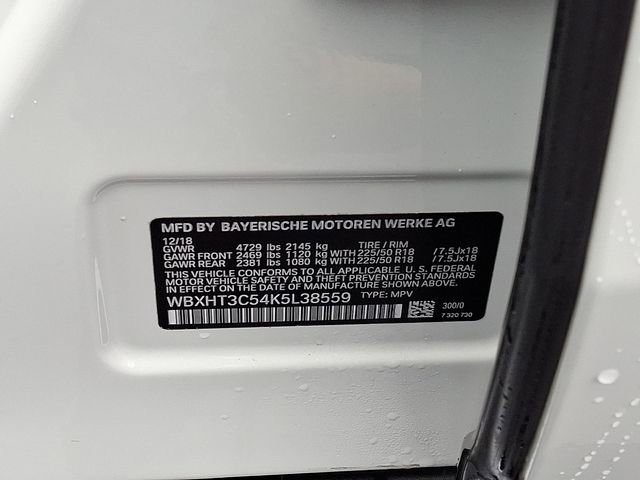 MFD BY BAYERISCHE MOTOREN WERKE AG
12/18
GVWR 4729 lbs 2145 kg TIRE / RIM
GAWR FRONT 2469 lbs 1120 kg WITH 225/50 R18 / 7.5Jx18
GAWR REAR 2381 lbs 1080 kg WITH 225/50 R18 / 7.5Jx18
THIS VEHICLE CONFORMS TO ALL APPLICABLE U. S. FEDERAL
MOTOR VEHICLE SAFETY AND THEFT PREVENTION STANDARDS
IN EFFECT ON THE DATE OF MANUFACTURE SHOWN ABOVE.
WBXHT3C54K5L38559 TYPE: MPV
300/0
7 320 730